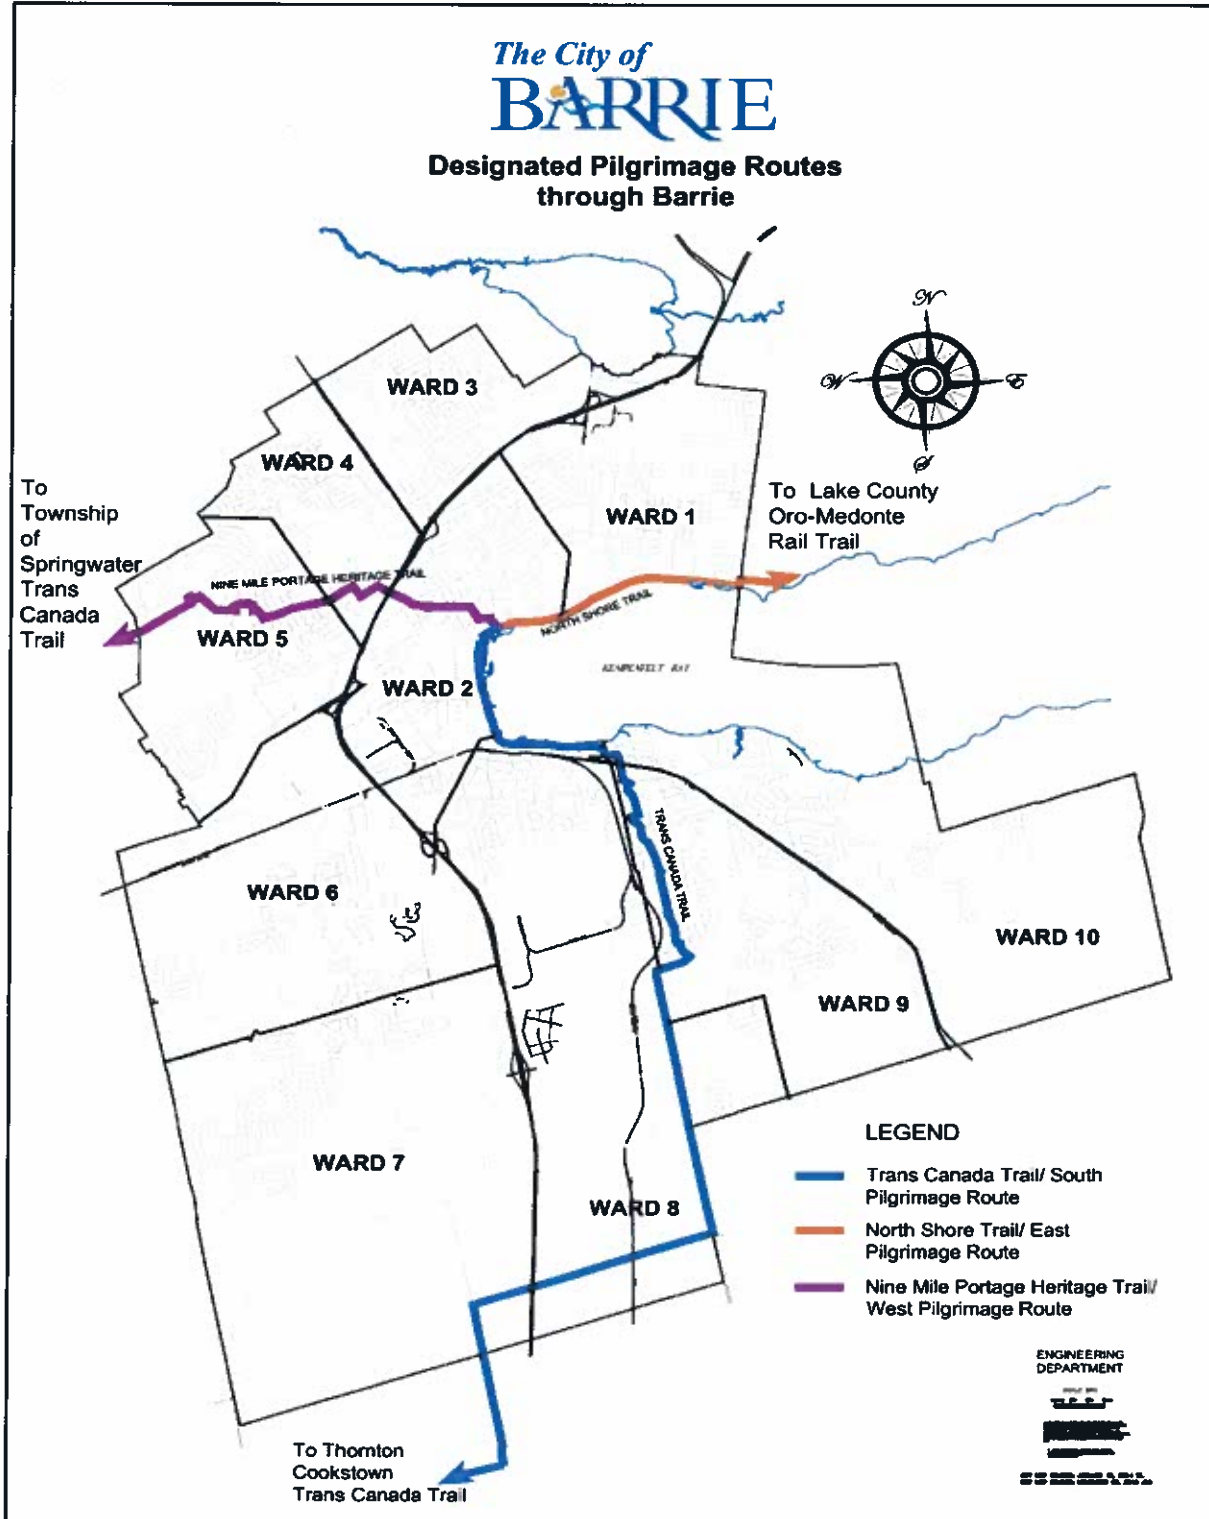 The City of
BARRIE
Designated Pilgrimage Routes
through Barrie
N
W
E
S
WARD 3
WARD 4
WARD 1
To
Township
of
Springwater
Trans
Canada
Trail
To Lake County
Oro-Medonte
Rail Trail
NINE MILE PORTAGE HERITAGE TRAIL
NORTH SHORE TRAIL
WARD 5
WARD 2
KEMPENFELT BAY
TRANS CANADA TRAIL
WARD 6
WARD 10
WARD 9
WARD 7
WARD 8
LEGEND
Trans Canada Trail/ South
Pilgrimage Route
North Shore Trail/ East
Pilgrimage Route
Nine Mile Portage Heritage Trail/
West Pilgrimage Route
ENGINEERING
DEPARTMENT
To Thornton
Cookstown
Trans Canada Trail